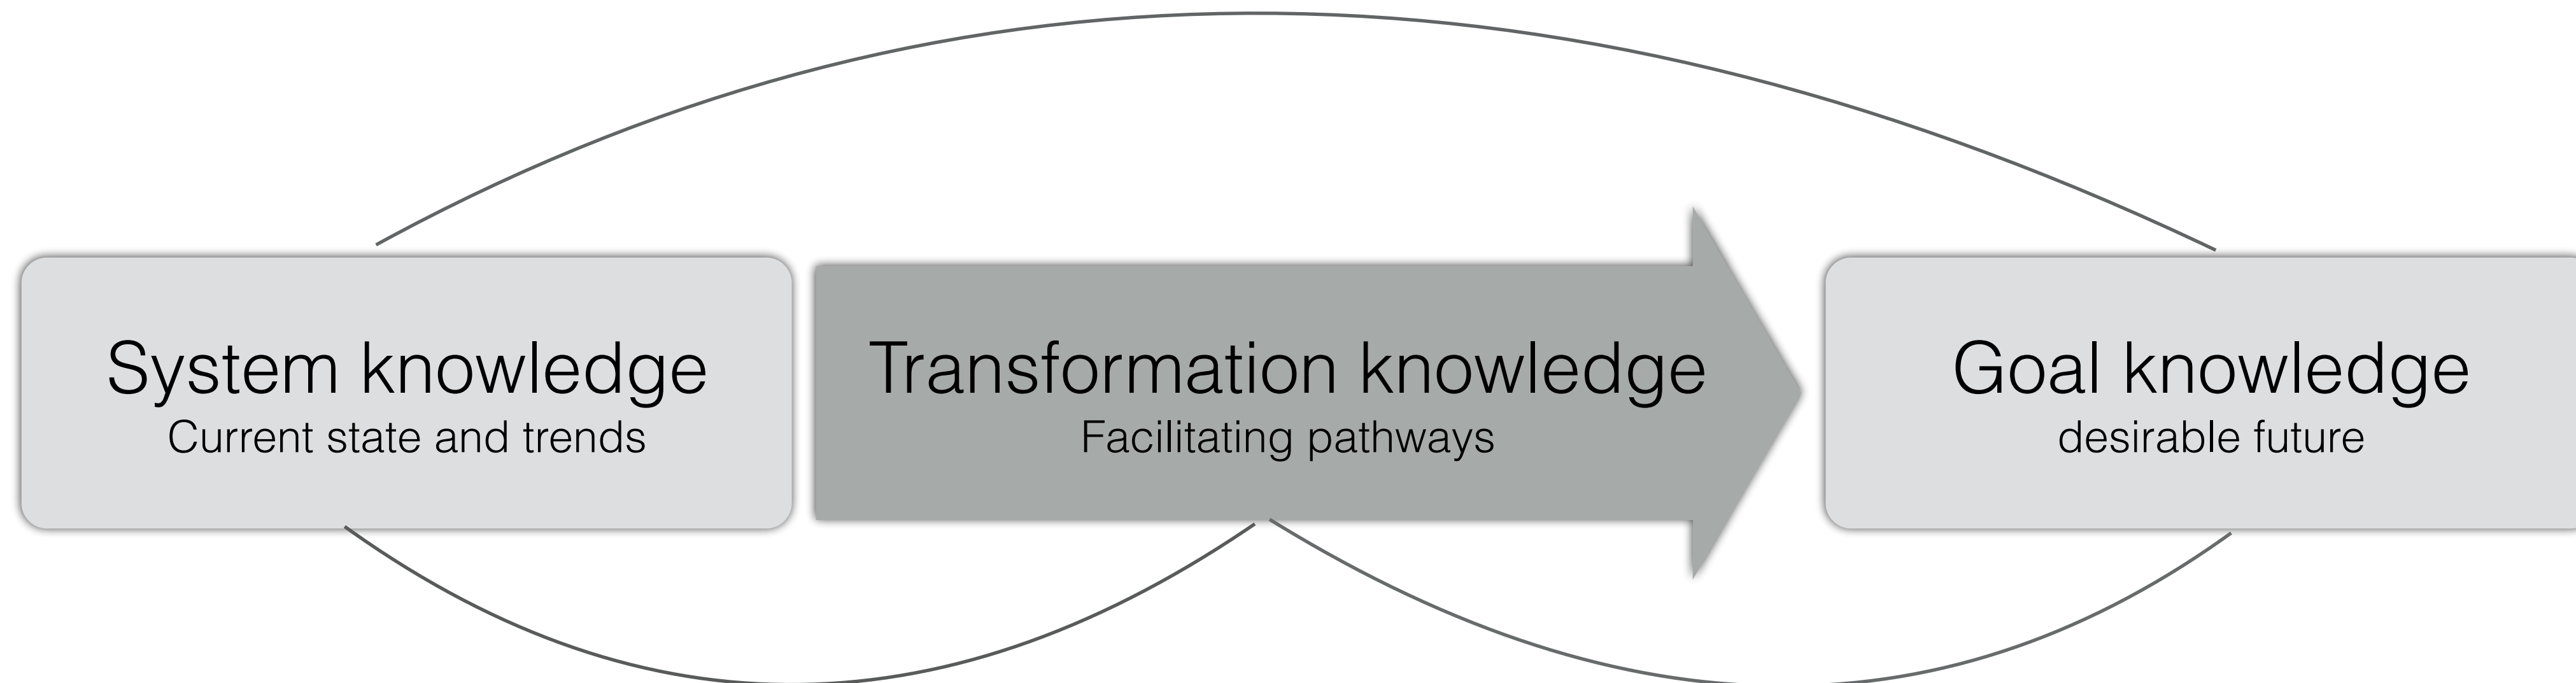 System knowledge
Current state and trends
Transformation knowledge
Facilitating pathways
Goal knowledge
desirable future